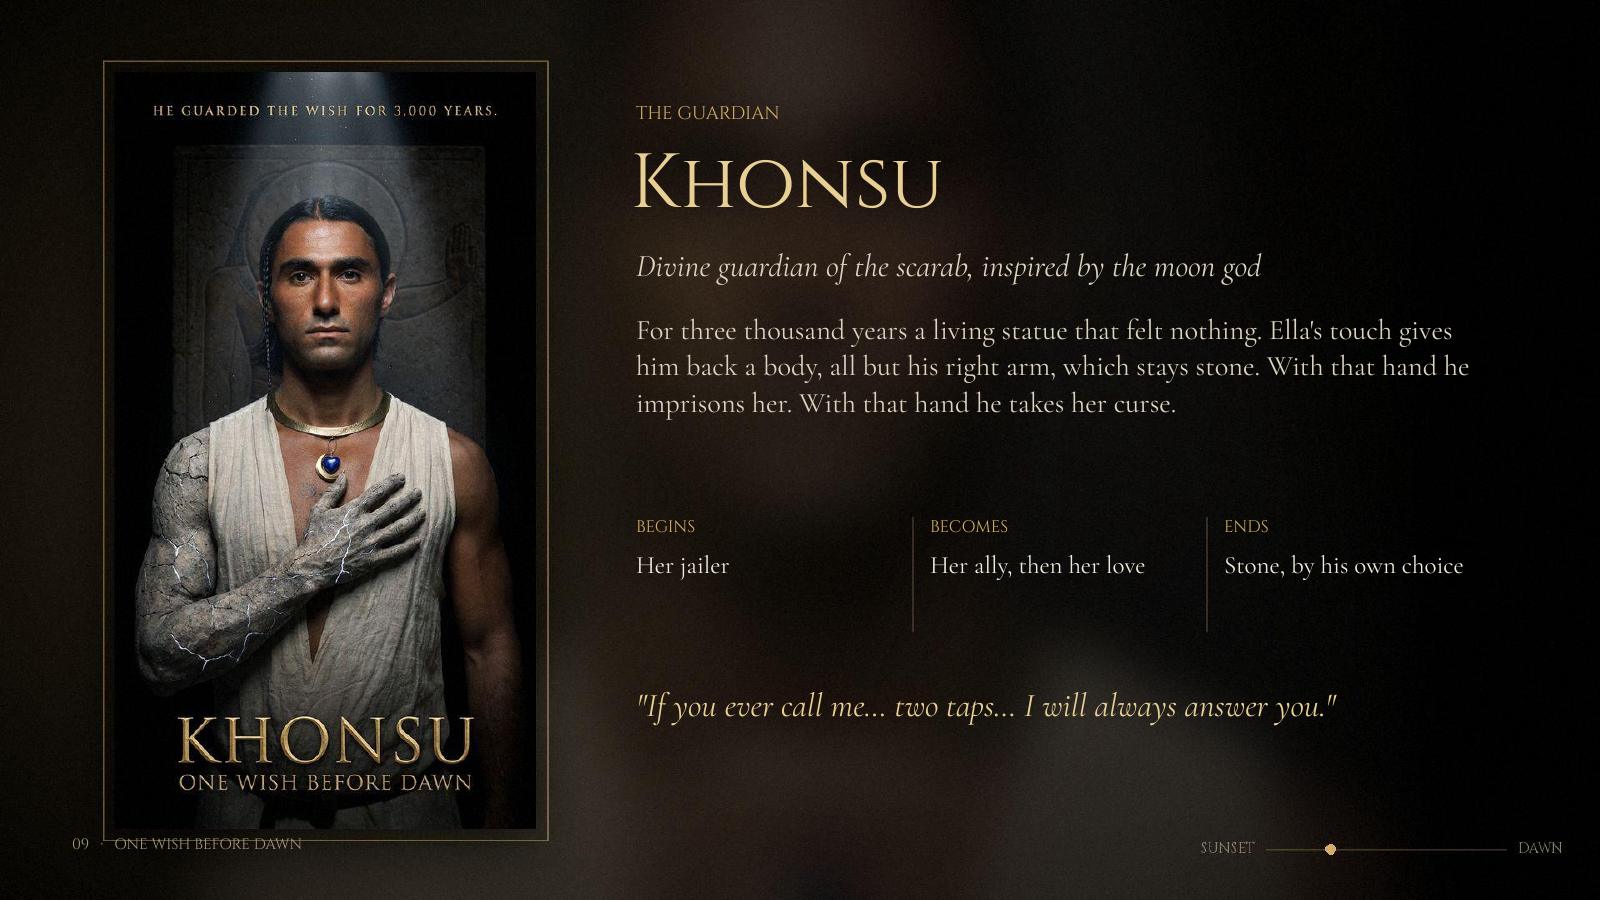 HE GUARDED THE WISH FOR 3,000 YEARS.
KHONSU
ONE WISH BEFORE DAWN
THE GUARDIAN
KHONSU
Divine guardian of the scarab, inspired by the moon god
For three thousand years a living statue that felt nothing. Ella's touch gives
him back a body, all but his right arm, which stays stone. With that hand he
imprisons her. With that hand he takes her curse.
BEGINS
Her jailer
BECOMES
Her ally, then her love
ENDS
Stone, by his own choice
"If you ever call me... two taps... I will always answer you."
09 · ONE WISH BEFORE DAWN
SUNSET
DAWN